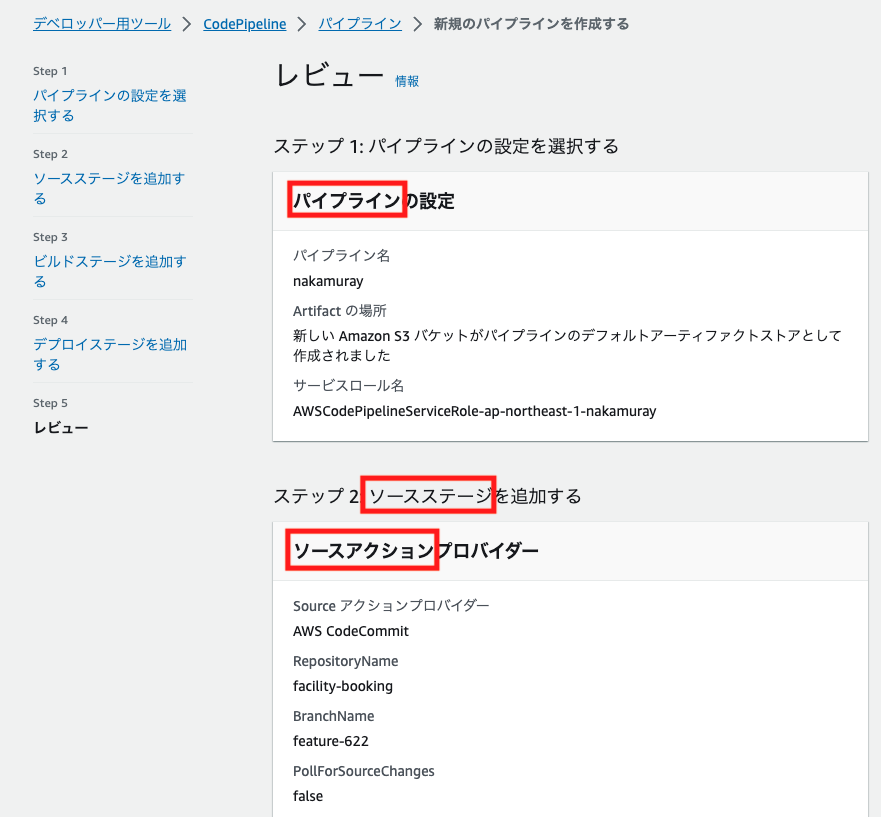 デベロッパー用ツール > CodePipeline > パイプライン > 新規のパイプラインを作成する
Step 1
パイプラインの設定を選
択する
Step 2
ソースステージを追加す
る
Step 3
ビルドステージを追加す
る
Step 4
デプロイステージを追加
する
Step 5
レビュー
レビュー 情報
ステップ 1: パイプラインの設定を選択する
パイプラインの設定
パイプライン名
nakamuray
Artifact の場所
新しい Amazon S3 バケットがパイプラインのデフォルトアーティファクトストアとして
作成されました
サービスロール名
AWSCodePipelineServiceRole-ap-northeast-1-nakamuray
ステップ 2: ソースステージを追加する
ソースアクションプロバイダー
Source アクションプロバイダー
AWS CodeCommit
RepositoryName
facility-booking
BranchName
feature-622
PollForSourceChanges
false